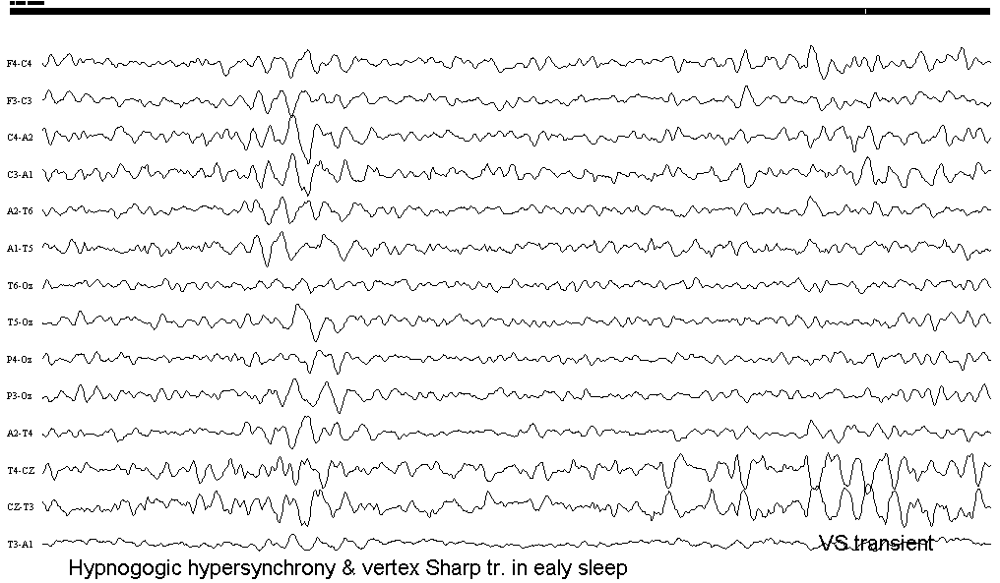 F4-C4
F3-C3
C4-A2
C3-A1
A2-T6
A1-T5
T6-Oz
T5-Oz
P4-Oz
P3-Oz
A2-T4
T4-CZ
CZ-T3
T3-A1
VS transient
Hypnogogic hypersynchrony & vertex Sharp tr. in ealy sleep